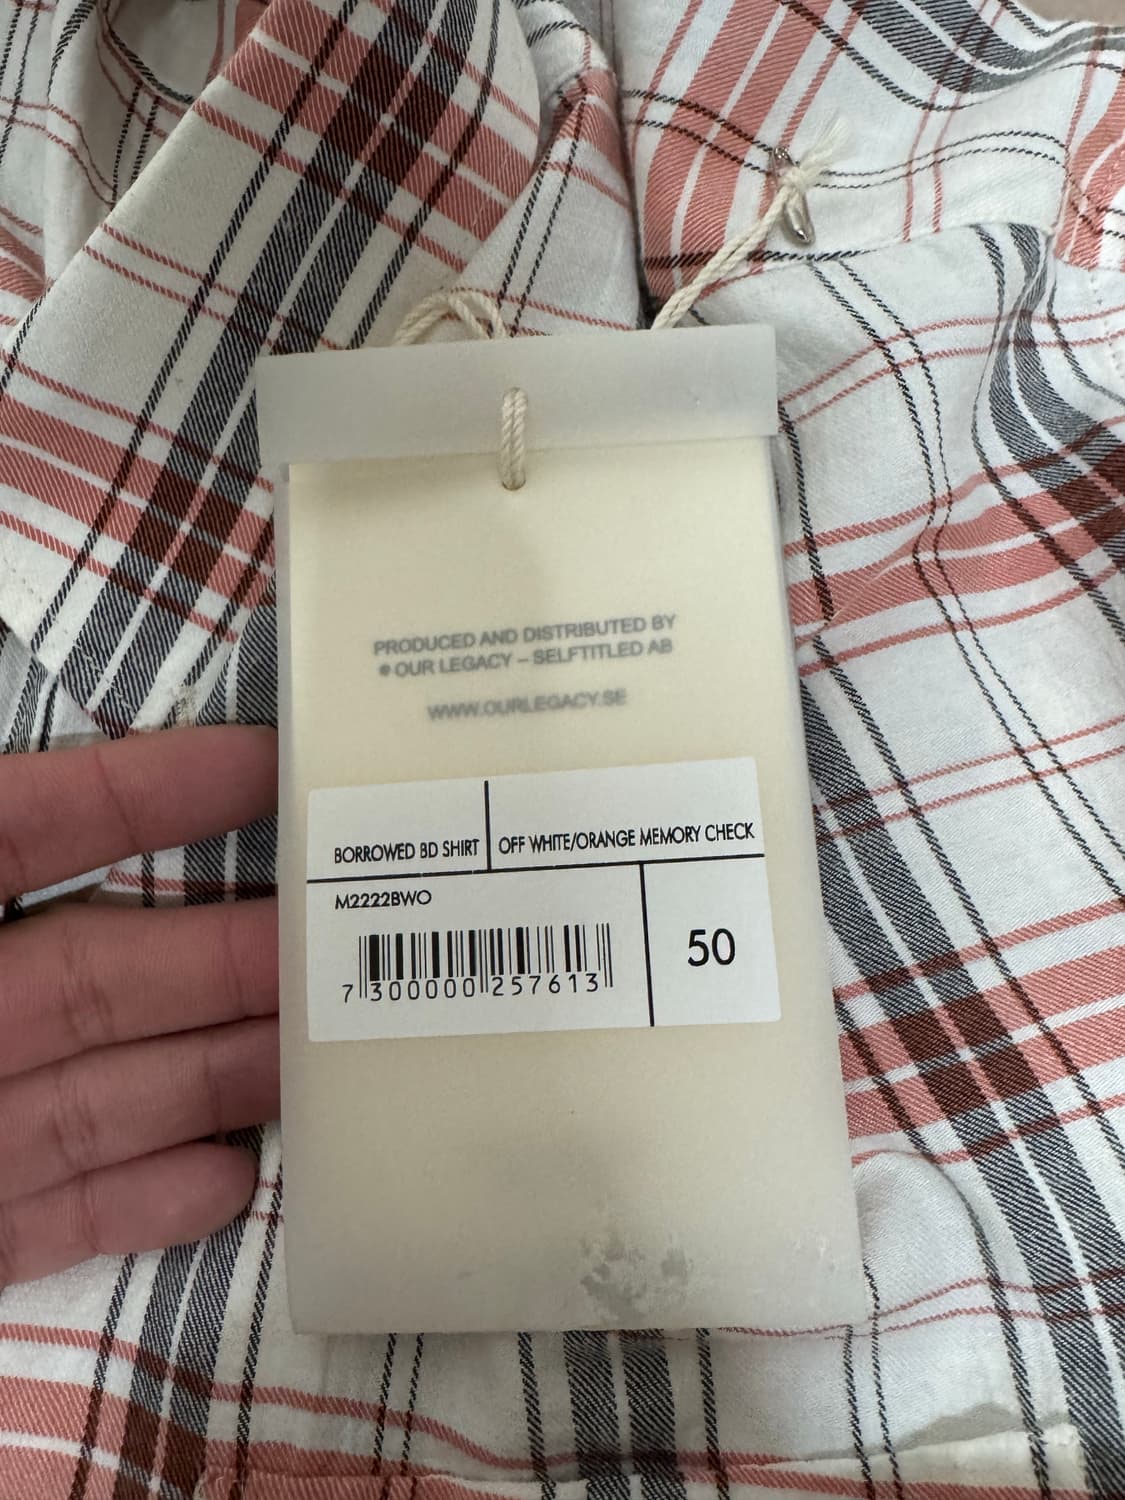 PRODUCED AND DISTRIBUTED BY
© OUR LEGACY – SELFTITLED AB
WWW.OURLEGACY.SE
BORROWED BD SHIRT
OFF WHITE/ORANGE MEMORY CHECK
M2222BWO
7 300000 257613
50